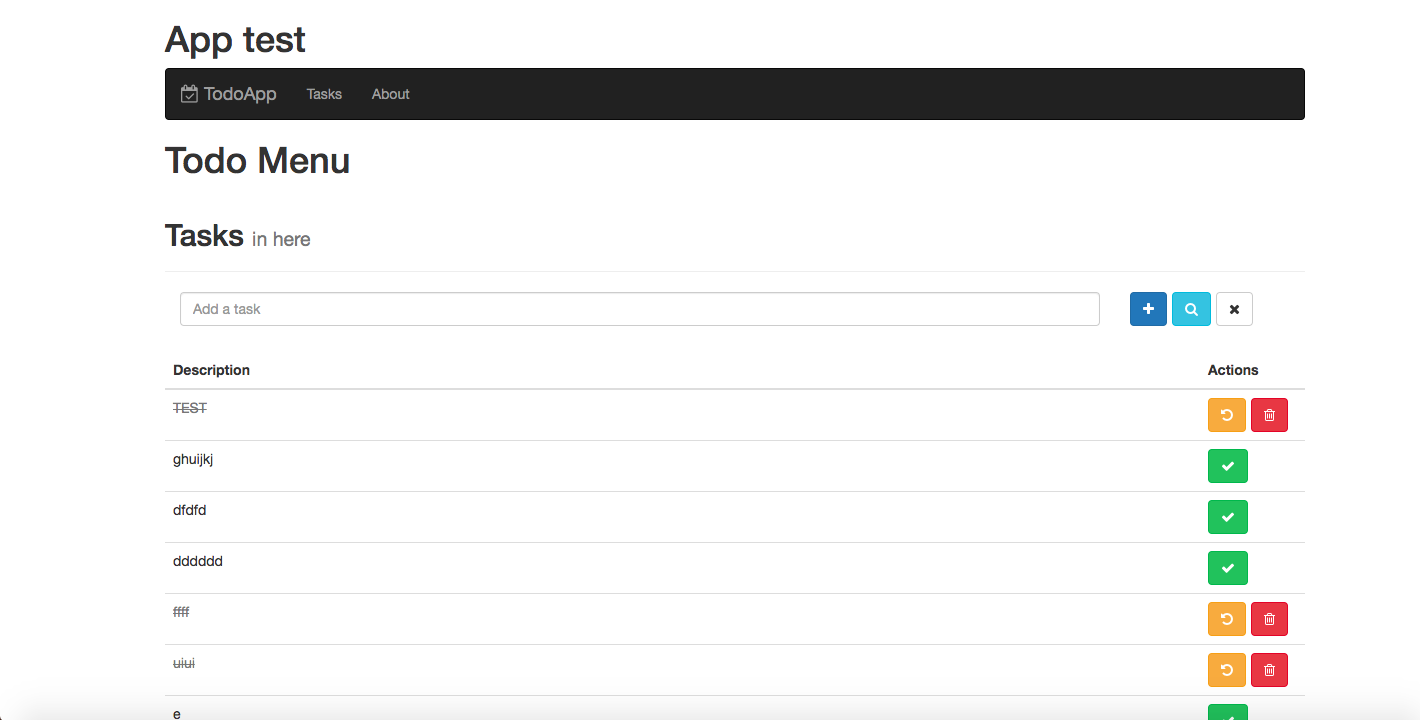 App test
TodoApp Tasks About
Todo Menu
Tasks in here
Add a task
Description Actions
TEST
ghuijkj
dfdfd
dddddd
ffff
uiui
e